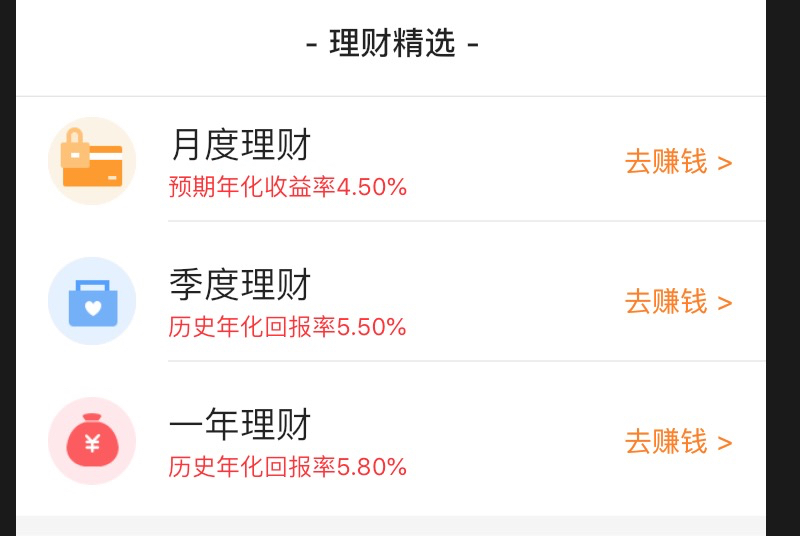 - 理财精选 -
月度理财
预期年化收益率4.50%
去赚钱 >
季度理财
历史年化回报率5.50%
去赚钱 >
¥
一年理财
历史年化回报率5.80%
去赚钱 >